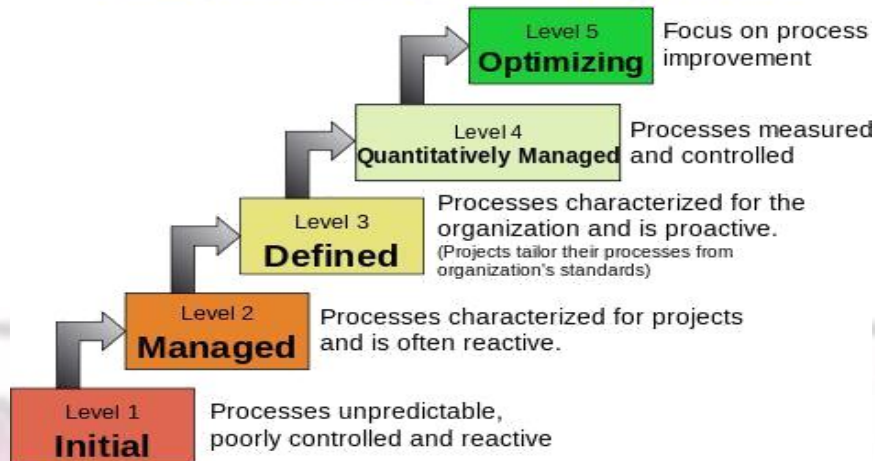 Level 5
Optimizing
Focus on process
improvement
Level 4
Quantitatively Managed
Processes measured
and controlled
Level 3
Defined
Processes characterized for the
organization and is proactive.
(Projects tailor their processes from
organization's standards)
Level 2
Managed
Processes characterized for projects
and is often reactive.
Level 1
Initial
Processes unpredictable,
poorly controlled and reactive